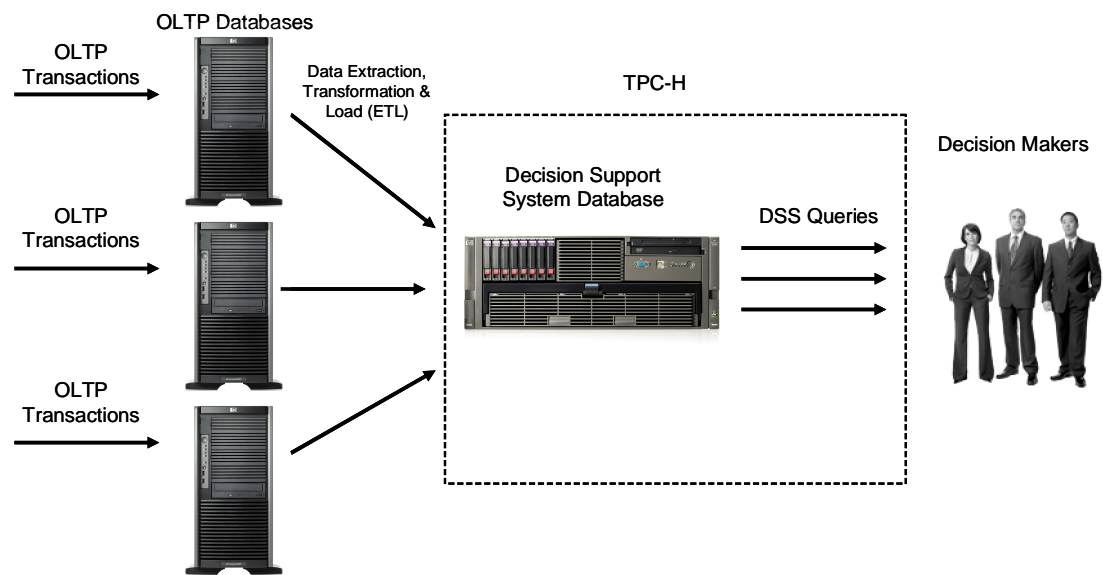 OLTP Databases
OLTP
Transactions
Data Extraction,
Transformation &
Load (ETL)
TPC-H
Decision Makers
Decision Support
System Database
OLTP
Transactions
DSS Queries
OLTP
Transactions